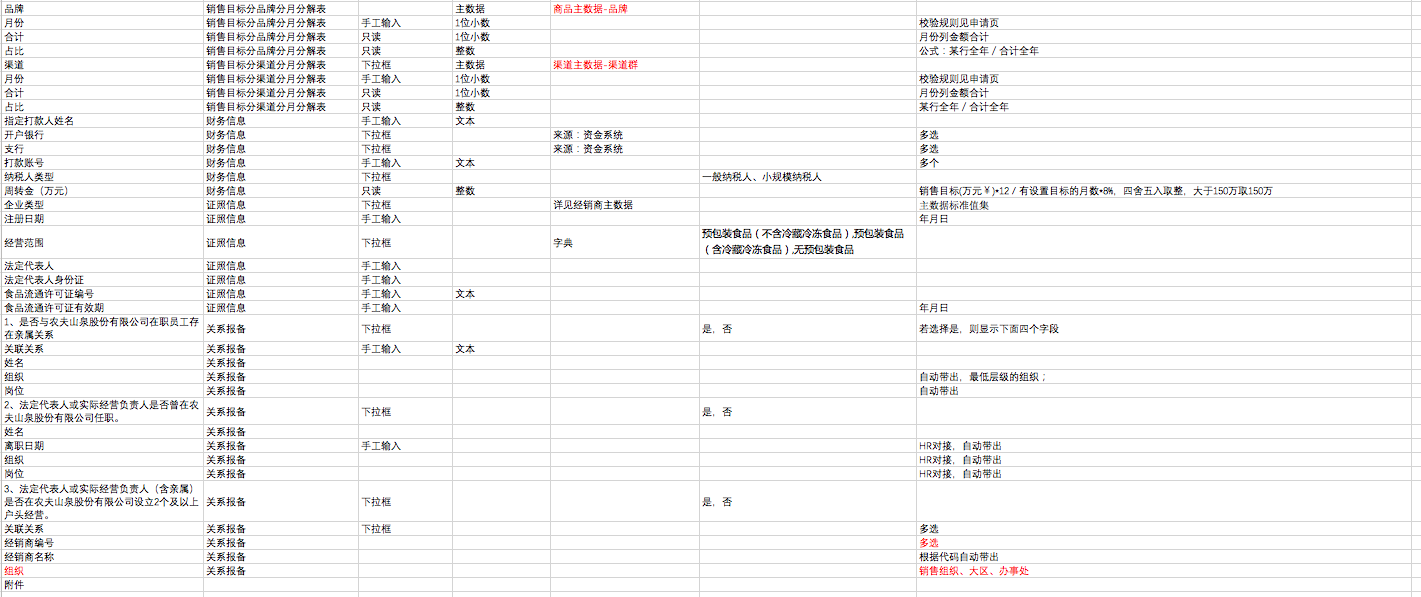 品牌 销售目标分品牌分月分解表 主数据 商品主数据-品牌
月份 销售目标分品牌分月分解表 手工输入 1位小数 校验规则见申请页
合计 销售目标分品牌分月分解表 只读 1位小数 月份列金额合计
占比 销售目标分品牌分月分解表 只读 整数 公式：某行全年 / 合计全年
渠道 销售目标分渠道分月分解表 下拉框 主数据 渠道主数据-渠道群
月份 销售目标分渠道分月分解表 手工输入 1位小数 校验规则见申请页
合计 销售目标分渠道分月分解表 只读 1位小数 月份列金额合计
占比 销售目标分渠道分月分解表 只读 整数 某行全年 / 合计全年
指定打款人姓名 财务信息 手工输入 文本
开户银行 财务信息 下拉框 来源：资金系统 多选
支行 财务信息 下拉框 来源：资金系统 多选
打款账号 财务信息 手工输入 文本 多个
纳税人类型 财务信息 下拉框 一般纳税人、小规模纳税人
周转金（万元） 财务信息 只读 整数 销售目标(万元￥)*12 / 有设置目标的月数*8%，四舍五入取整，大于150万取150万
企业类型 证照信息 下拉框 详见经销商主数据 主数据标准值集
注册日期 证照信息 手工输入 年月日
经营范围 证照信息 下拉框 字典 预包装食品（不含冷藏冷冻食品）,预包装食品
（含冷藏冷冻食品）,无预包装食品
法定代表人 证照信息 手工输入
法定代表人身份证 证照信息 手工输入
食品流通许可证编号 证照信息 手工输入 文本
食品流通许可证有效期 证照信息 手工输入 年月日
1、是否与农夫山泉股份有限公司在职员工存
在亲属关系 关系报备 下拉框 是，否 若选择是，则显示下面四个字段
关联关系 关系报备 手工输入 文本
姓名 关系报备
组织 关系报备 自动带出，最低层级的组织；
岗位 关系报备 自动带出
2、法定代表人或实际经营负责人是否曾在农
夫山泉股份有限公司任职。 关系报备 下拉框 是，否
姓名 关系报备
离职日期 关系报备 手工输入 HR对接，自动带出
组织 关系报备 HR对接，自动带出
岗位 关系报备 HR对接，自动带出
3、法定代表人或实际经营负责人（含亲属）
是否在农夫山泉股份有限公司设立2个及以上
户头经营。 关系报备 下拉框 是，否
关联关系 关系报备 下拉框 多选
经销商编号 关系报备 多选
经销商名称 关系报备 根据代码自动带出
组织 关系报备 销售组织、大区、办事处
附件